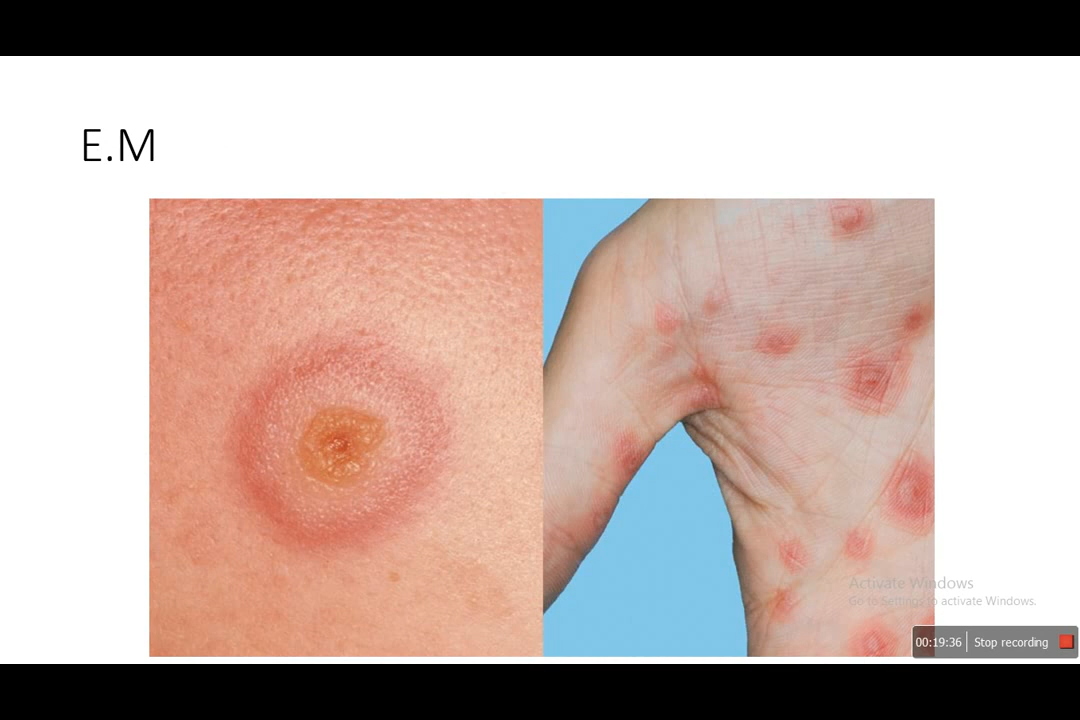 E.M
Activate Windows
Go to Settings to activate Windows.
00:19:36 Stop recording